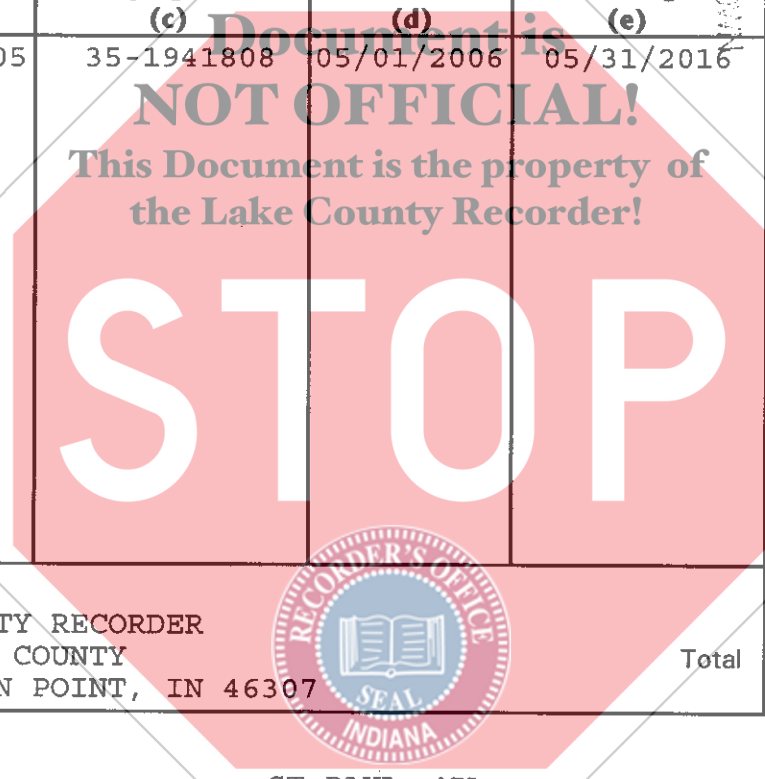 (c) (d) (e)
Document is
05 35-1941808 05/01/2006 05/31/2016
NOT OFFICIAL!
This Document is the property of
the Lake County Recorder!
STOP
RECORDER'S OFFICE
SEAL
INDIANA
TY RECORDER
COUNTY
Total
N POINT, IN 46307